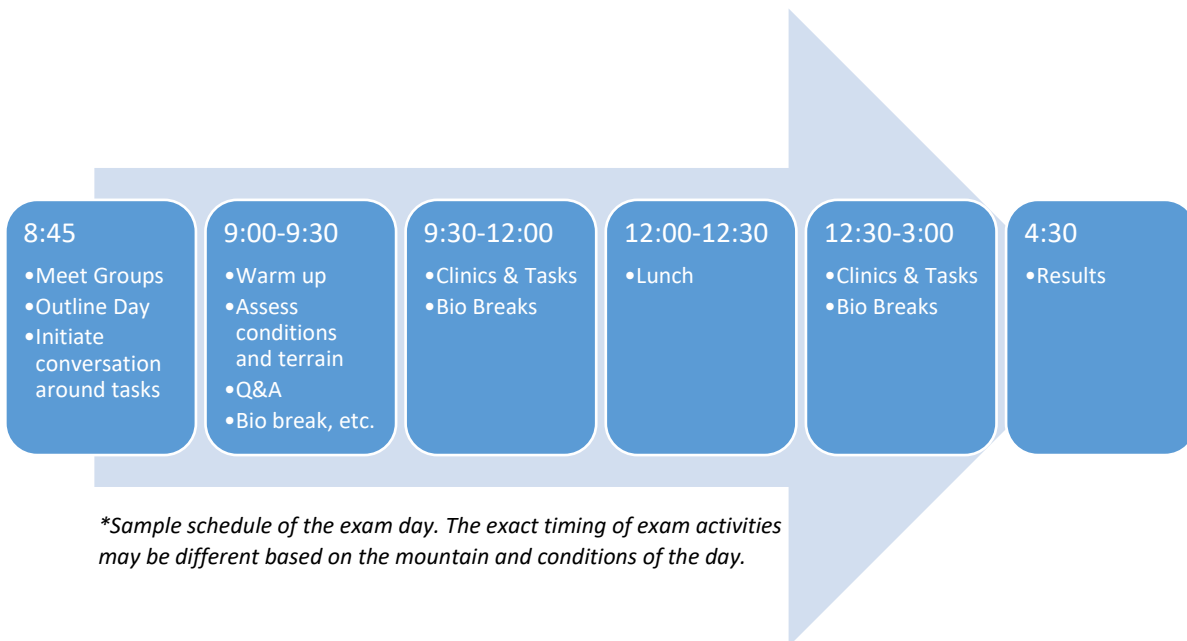 8:45
•Meet Groups
•Outline Day
•Initiate
conversation
around tasks
9:00-9:30
•Warm up
•Assess
conditions
and terrain
•Q&A
•Bio break, etc.
9:30-12:00
•Clinics & Tasks
•Bio Breaks
12:00-12:30
•Lunch
12:30-3:00
•Clinics & Tasks
•Bio Breaks
4:30
•Results
*Sample schedule of the exam day. The exact timing of exam activities
may be different based on the mountain and conditions of the day.